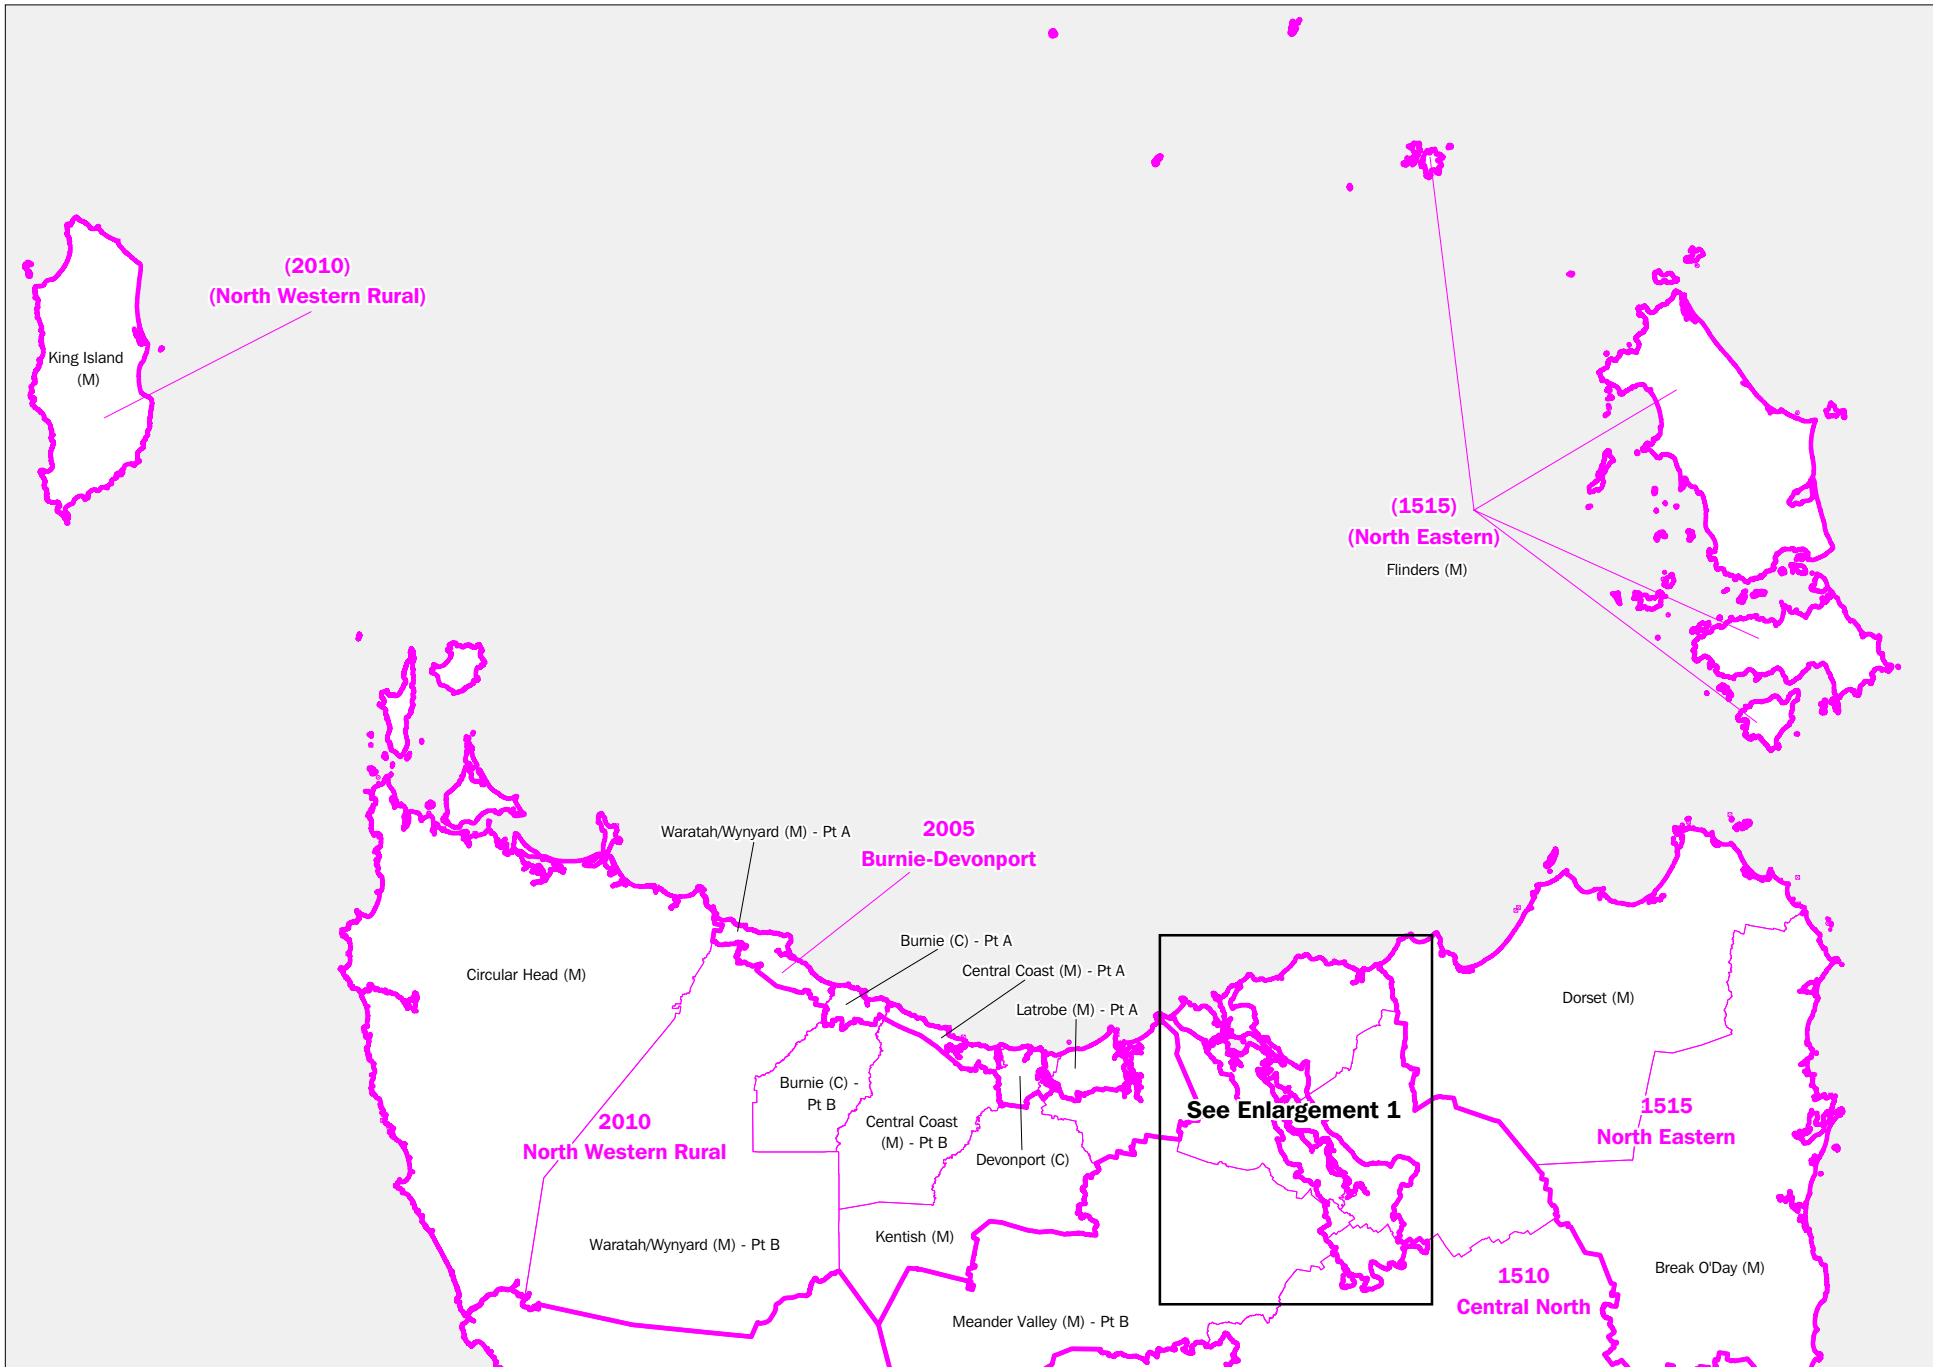 (2010)
(North Western Rural)
King Island
(M)
(1515)
(North Eastern)
Flinders (M)
Waratah/Wynyard (M) - Pt A
2005
Burnie-Devonport
Burnie (C) - Pt A
Central Coast (M) - Pt A
Latrobe (M) - Pt A
Circular Head (M)
Dorset (M)
Burnie (C) -
Pt B
Central Coast
(M) - Pt B
See Enlargement 1
2010
North Western Rural
1515
North Eastern
Devonport (C)
Kentish (M)
Waratah/Wynyard (M) - Pt B
1510
Central North
Break O'Day (M)
Meander Valley (M) - Pt B